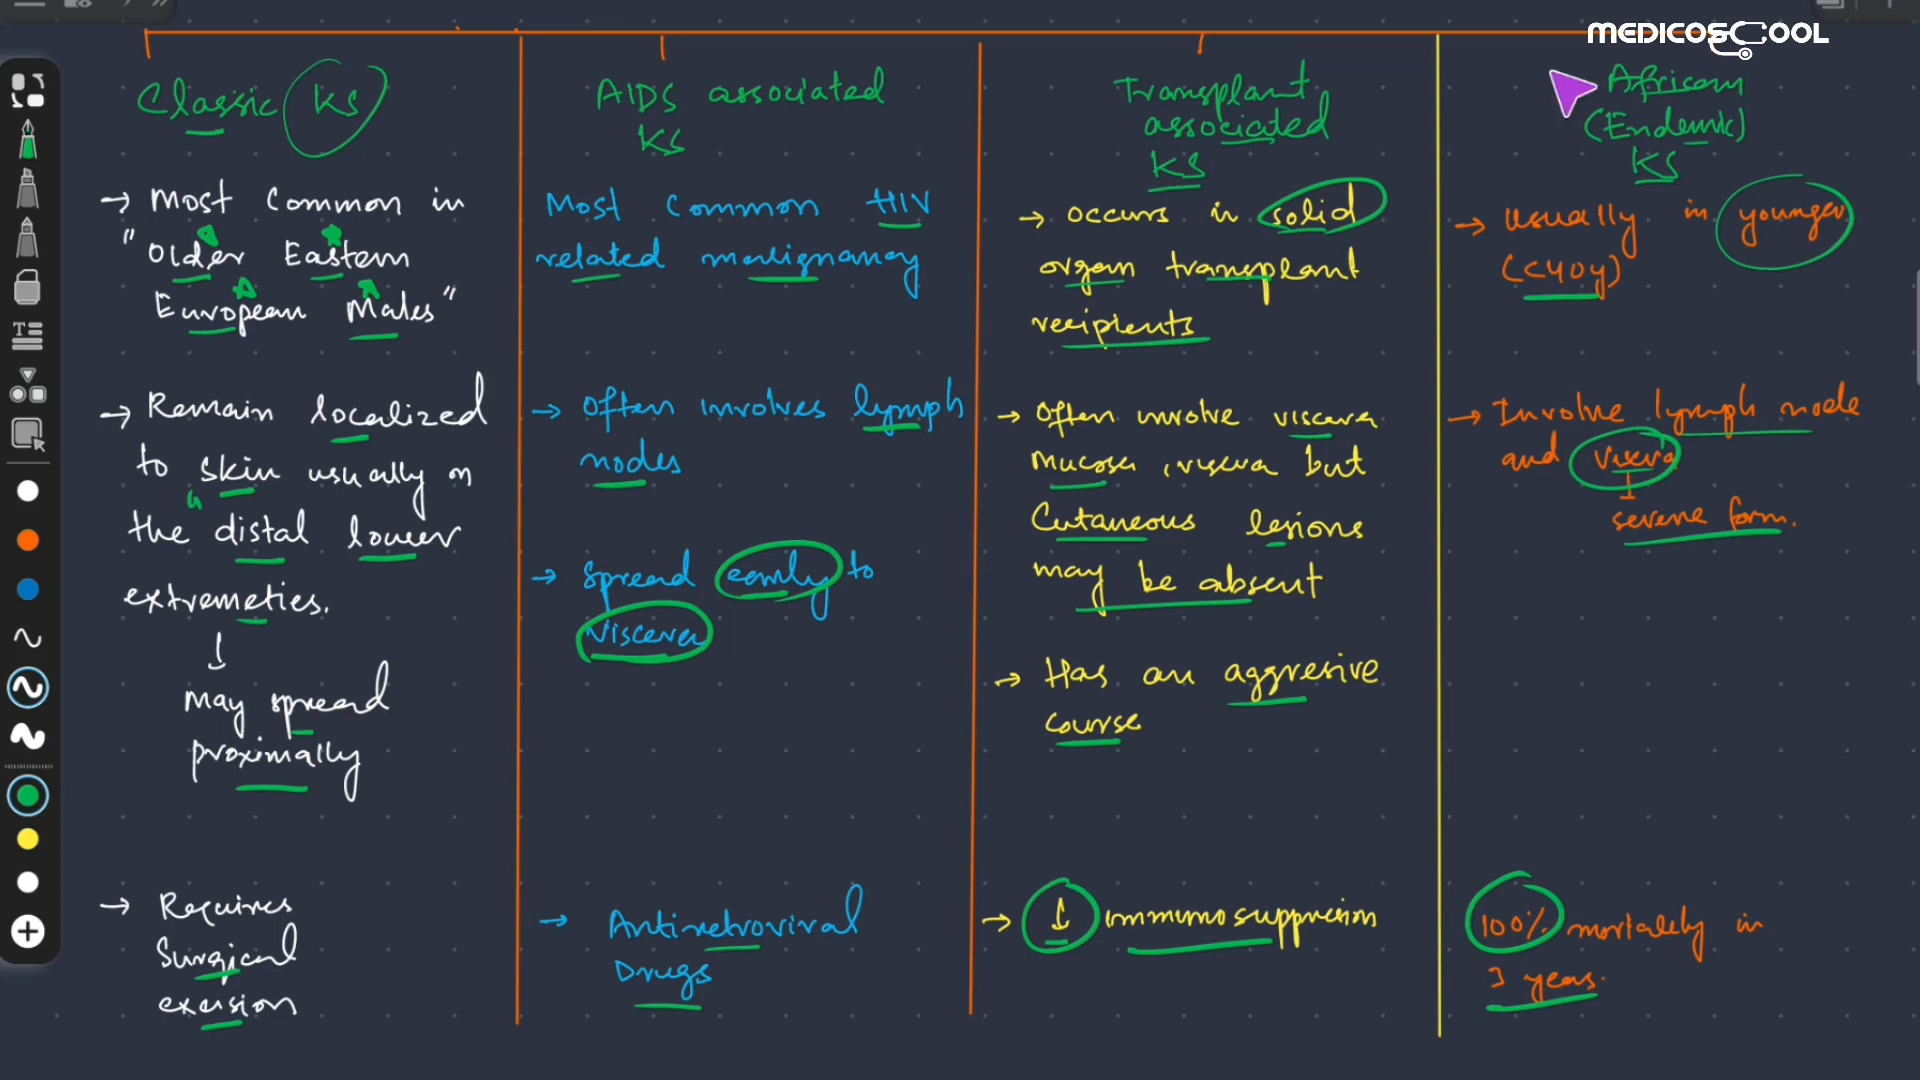 MEDICOSCOOL
Classic KS
→ Most Common in
"Older Eastern
European Males"
→ Remain localized
to skin usually on
the distal lower
extremeties.
↓
may spread
proximally
→ Requires
Surgical
excision
AIDS associated
KS
Most Common HIV
related malignancy
→ Often involves lymph
nodes
→ Spread early to
Viscera
→ Antiretroviral
Drugs
Transplant
associated
KS
→ occurs in solid
organ transplant
recipients
→ Often involve viscera
Mucosa, viscera but
Cutaneous lesions
may be absent
→ Has an aggresive
course
→ ↓ immunosuppression
African
(Endemic)
KS
→ Usually in younger
(<40y)
→ Involve lymph node
and viscera
↓
severe form.
100% mortality in
3 years.